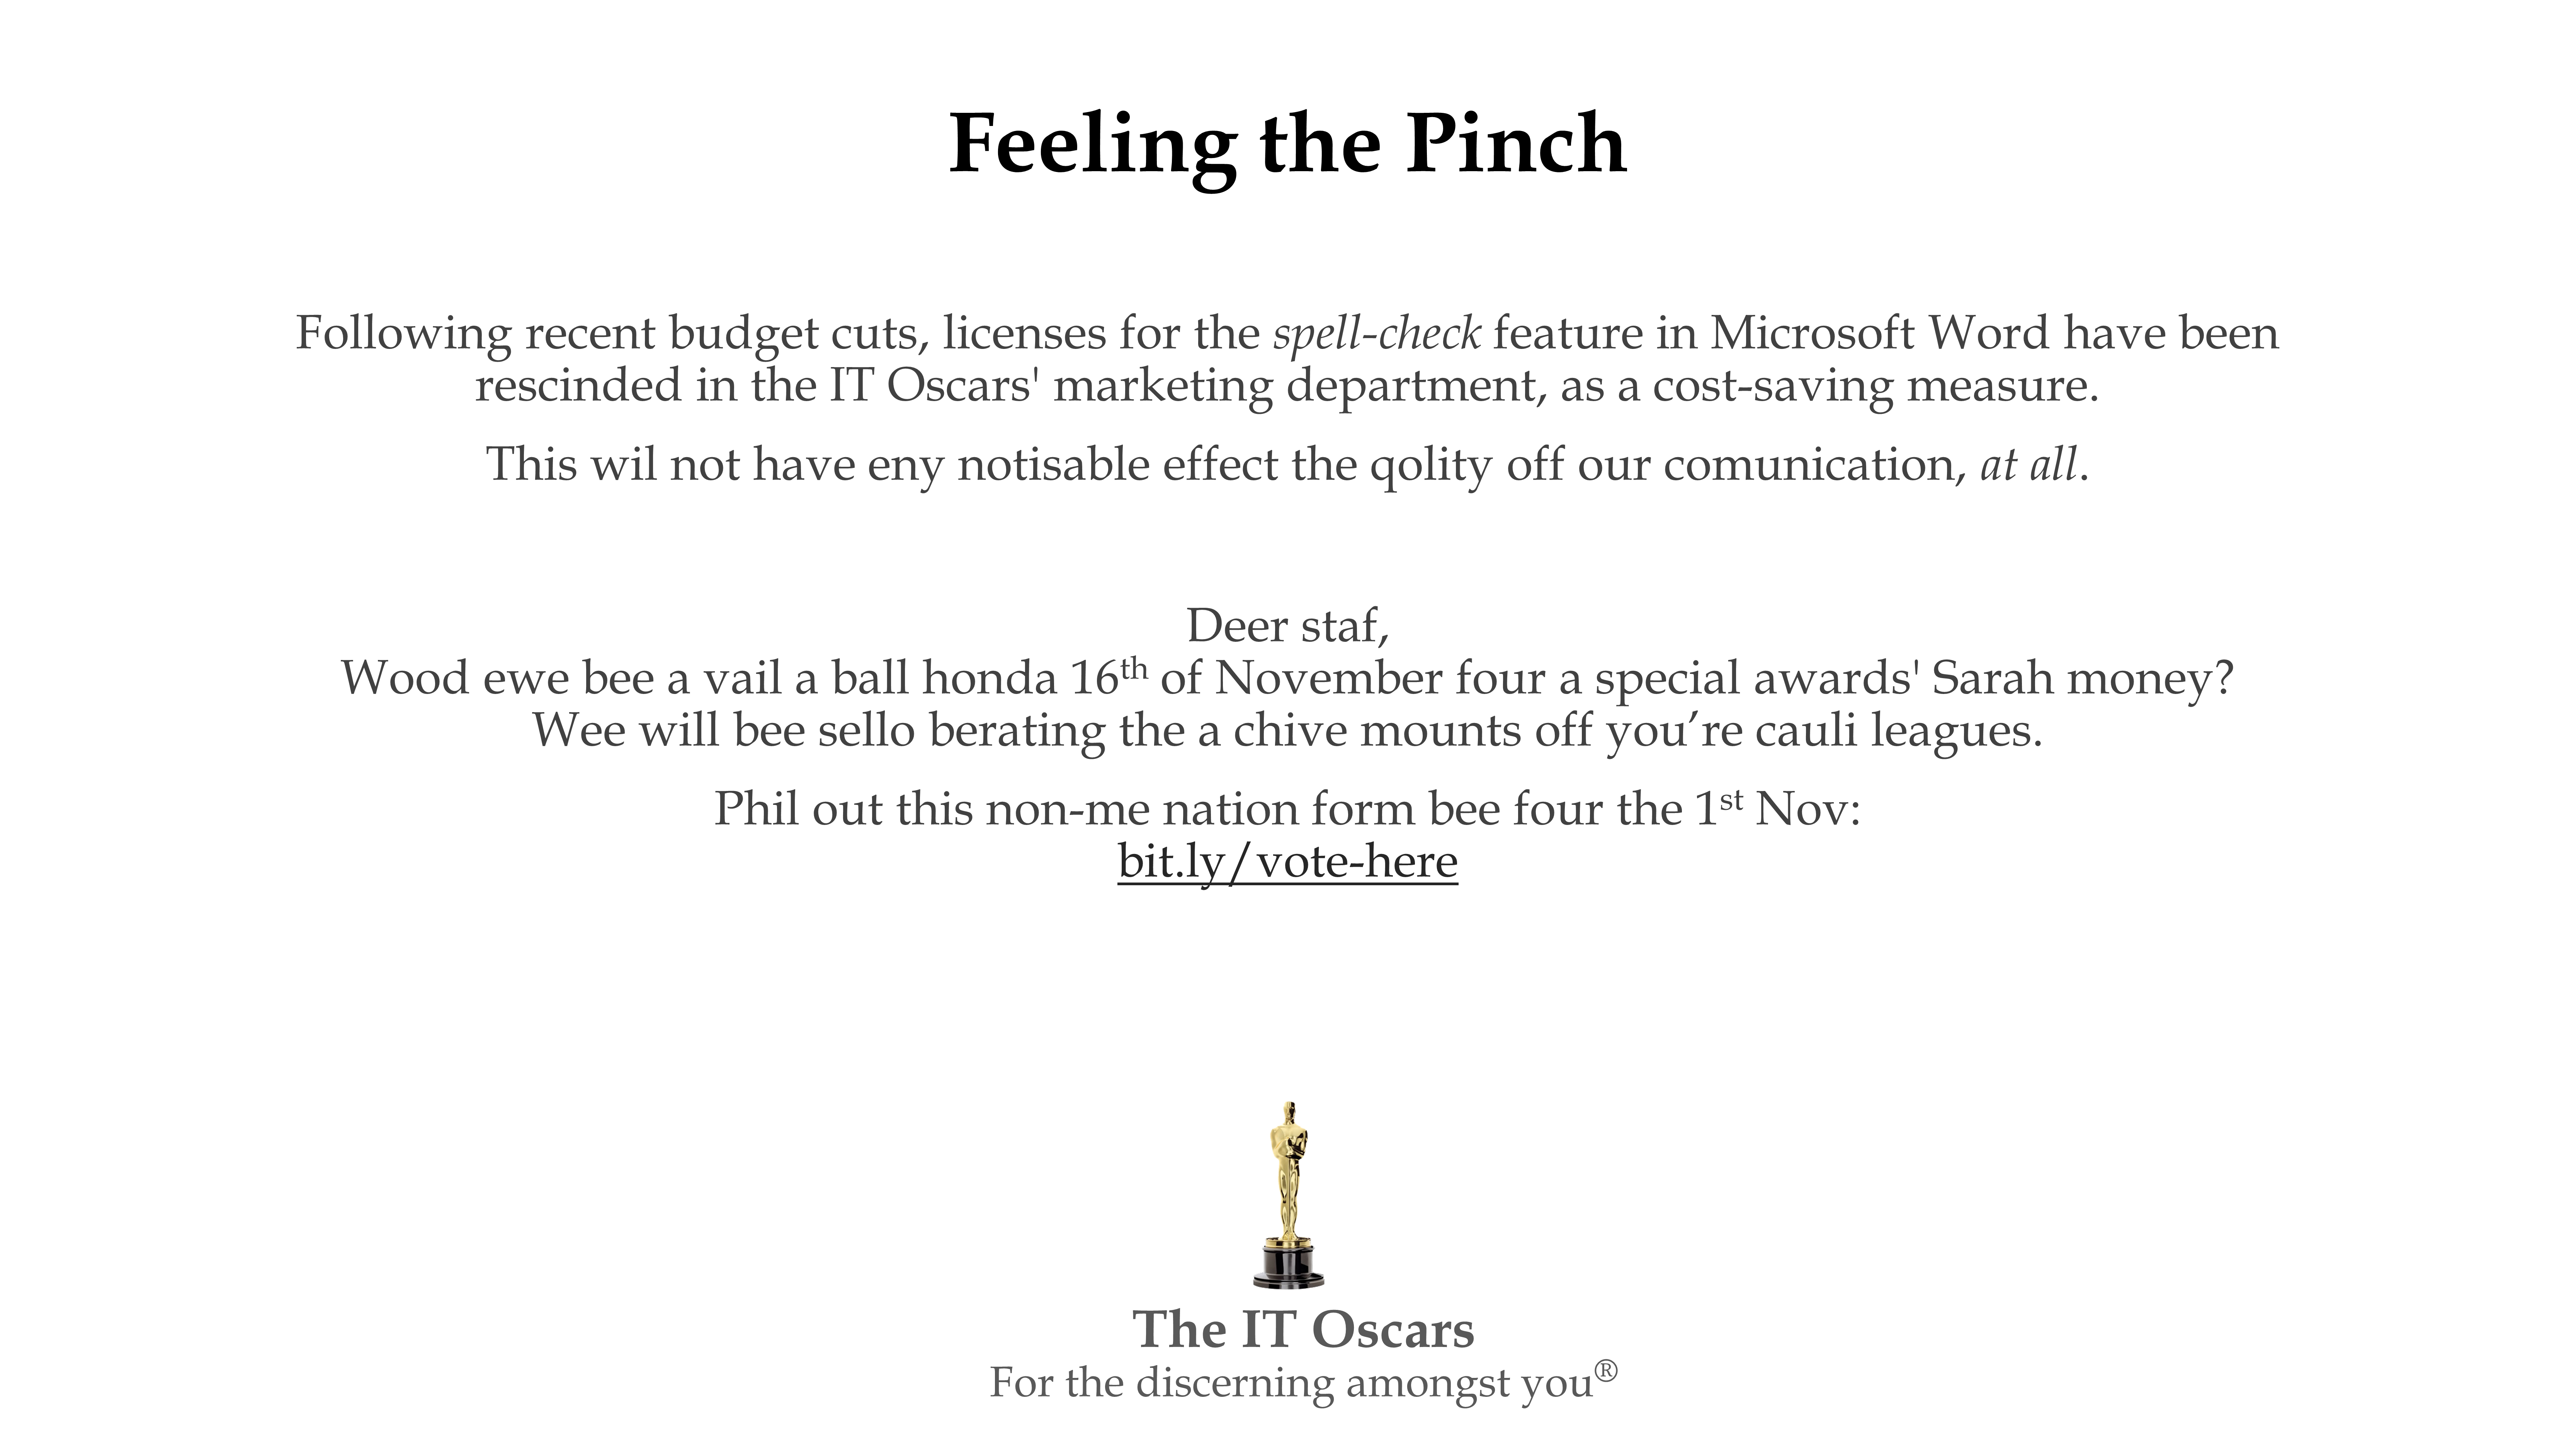 Feeling the Pinch
Following recent budget cuts, licenses for the spell-check feature in Microsoft Word have been
rescinded in the IT Oscars' marketing department, as a cost-saving measure.
This wil not have eny notisable effect the qolity off our comunication, at all.
Deer staf,
Wood ewe bee a vail a ball honda 16th of November four a special awards' Sarah money?
Wee will bee sello berating the a chive mounts off you’re cauli leagues.
Phil out this non-me nation form bee four the 1st Nov:
bit.ly/vote-here
The IT Oscars
For the discerning amongst you®